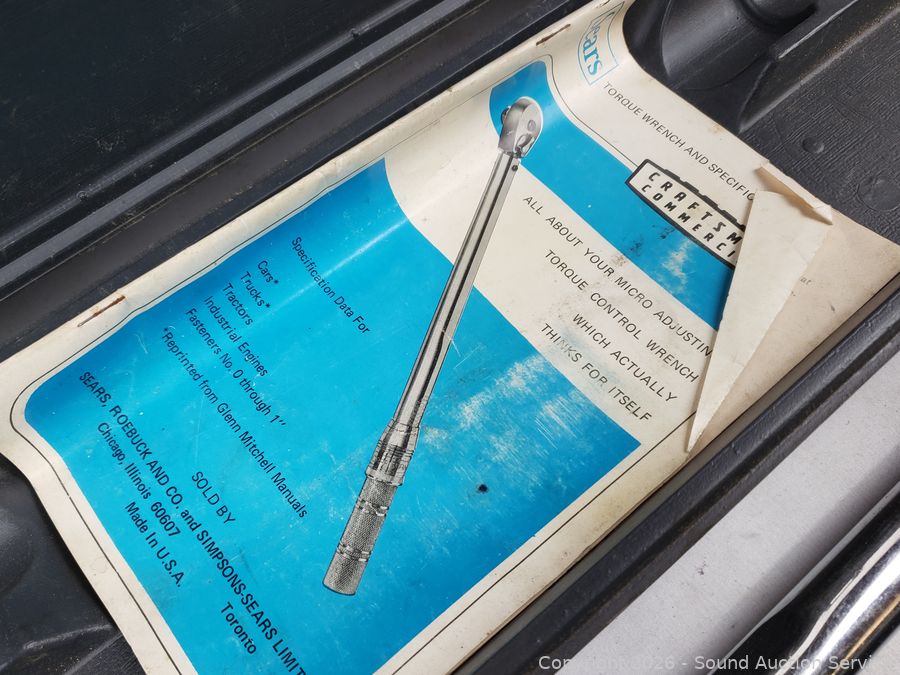 Sears
TORQUE WRENCH AND SPECIFIC
CRAFTSM
COMMERCI
ALL ABOUT YOUR MICRO ADJUSTIN
TORQUE CONTROL WRENCH
WHICH ACTUALLY
THINKS FOR ITSELF
Specification Data For
Cars*
Trucks*
Tractors
Industrial Engines
Fasteners No. 0 through 1"
*Reprinted from Glenn Mitchell Manuals
SOLD BY
SEARS, ROEBUCK AND CO. and SIMPSONS-SEARS LIMIT
Chicago, Illinois 60607 Toronto
Made In U.S.A.
Copyright 2026 - Sound Auction Servic